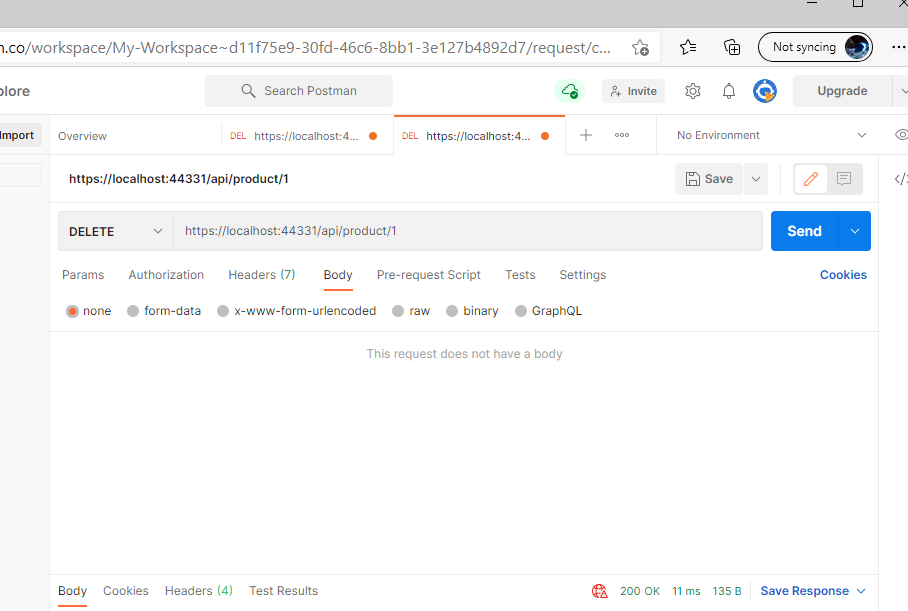 n.co/workspace/My-Workspace~d11f75e9-30fd-46c6-8bb1-3e127b4892d7/request/c... Not syncing
plore Search Postman Invite Upgrade
Import Overview DEL https://localhost:4... DEL https://localhost:4... No Environment
https://localhost:44331/api/product/1 Save
DELETE https://localhost:44331/api/product/1 Send
Params Authorization Headers (7) Body Pre-request Script Tests Settings Cookies
none form-data x-www-form-urlencoded raw binary GraphQL
This request does not have a body
Body Cookies Headers (4) Test Results 200 OK 11 ms 135 B Save Response